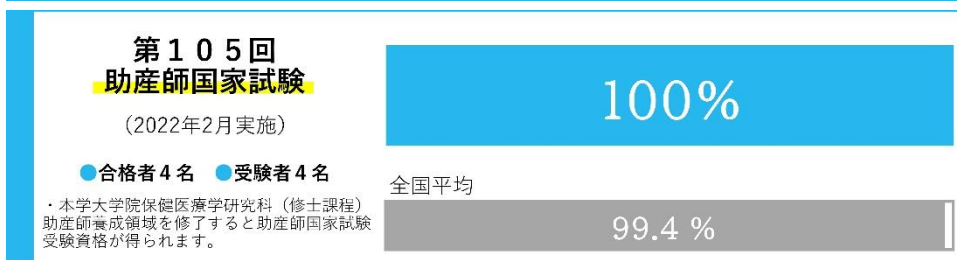 第１０５回
助産師国家試験
（2022年2月実施）
●合格者４名　●受験者４名
・本学大学院保健医療学研究科（修士課程）
助産師養成領域を修了すると助産師国家試験
受験資格が得られます。
100%
全国平均
99.4 %